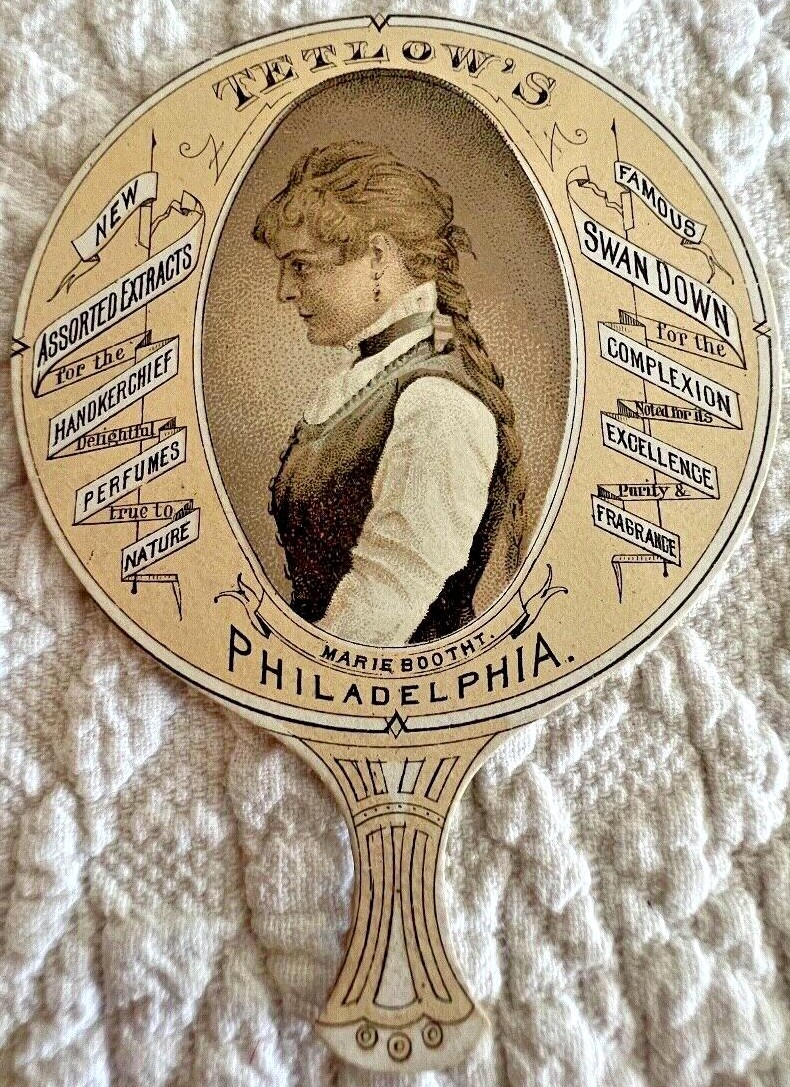 TETLOW'S
NEW
ASSORTED EXTRACTS
for the
HANDKERCHIEF
Delightful
PERFUMES
true to
NATURE
FAMOUS
SWAN DOWN
for the
COMPLEXION
Noted for its
EXCELLENCE
Purity &
FRAGRANCE
MARIE BOOTHT.
PHILADELPHIA.